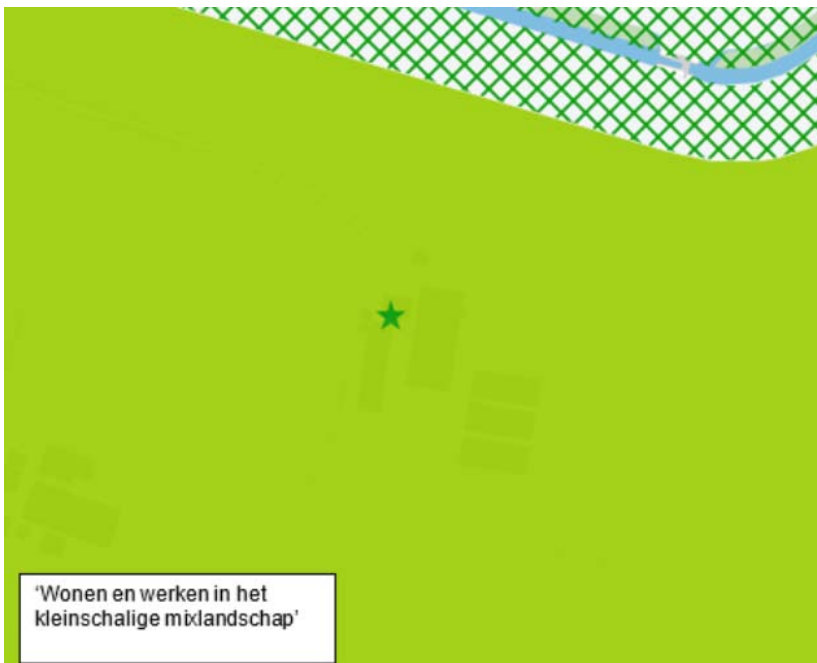 ‘Wonen en werken in het
kleinschalige mixlandschap’